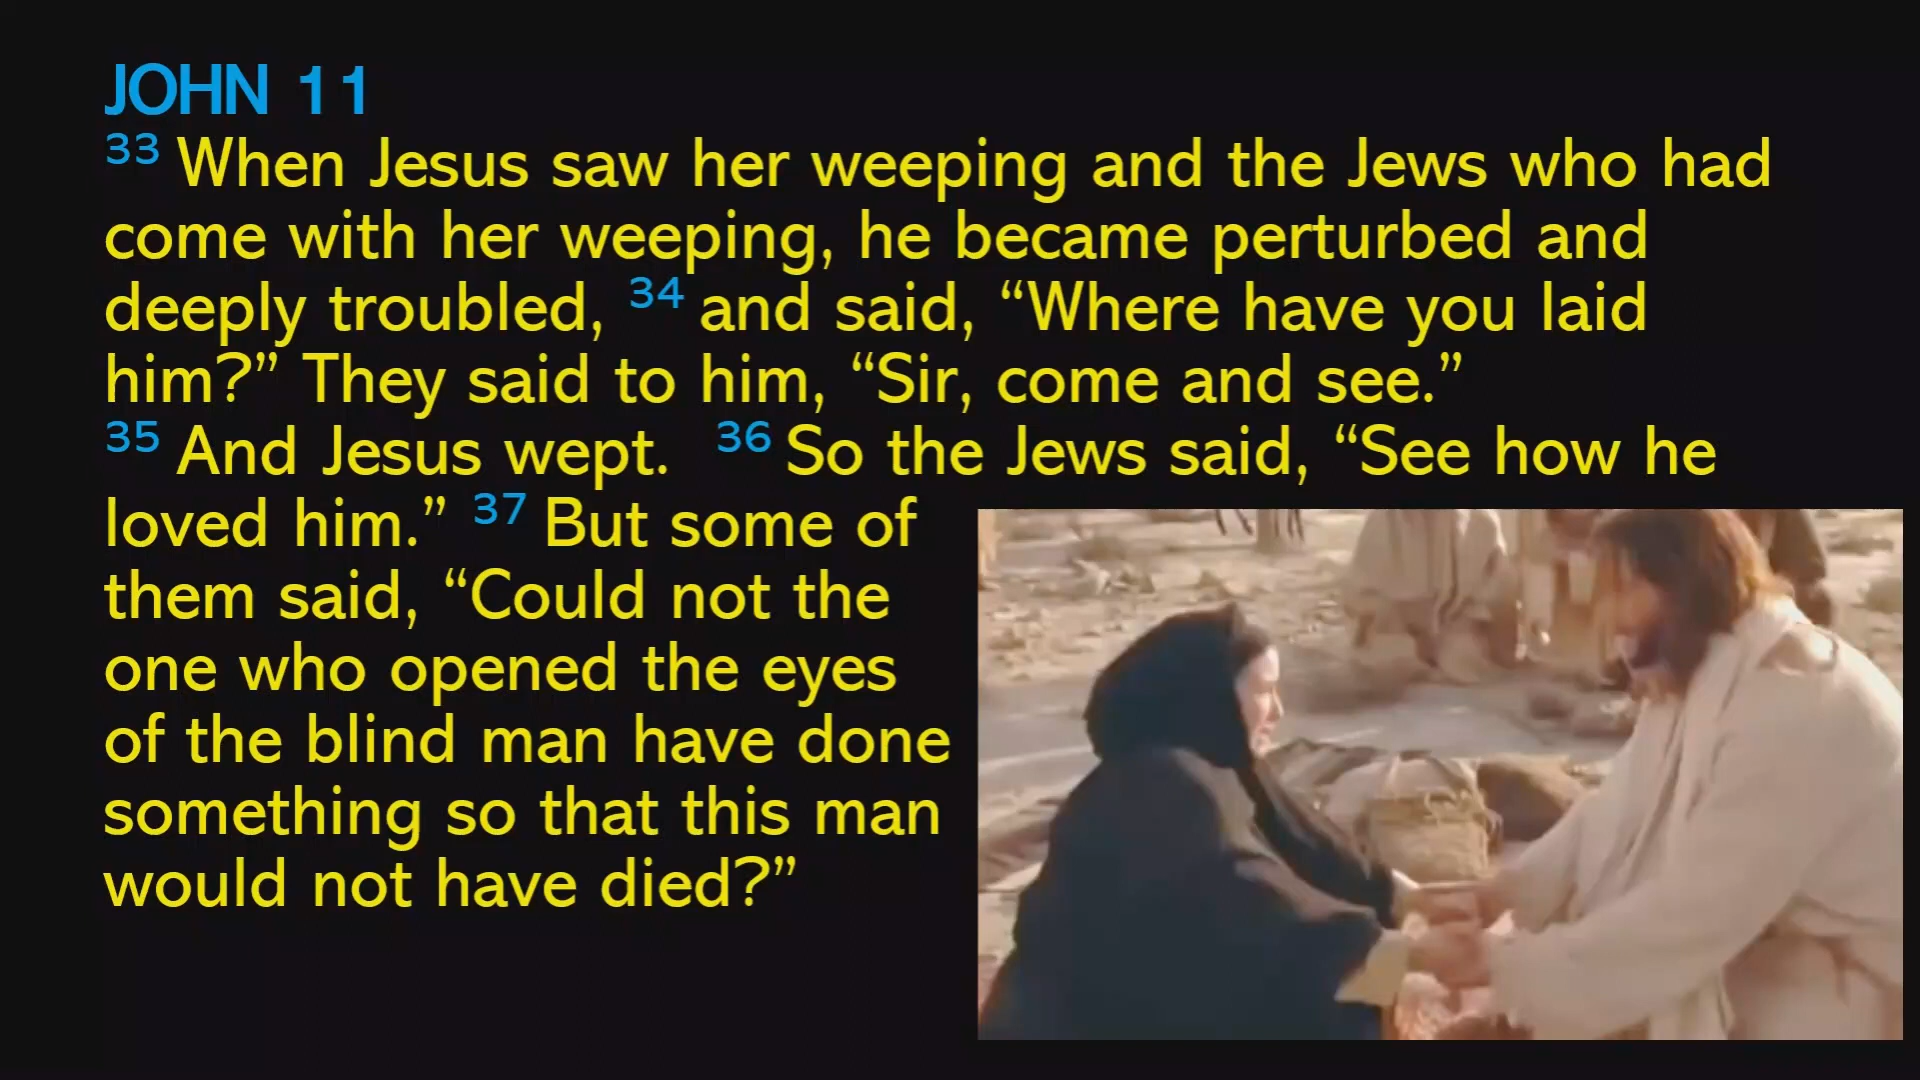 JOHN 11
33 When Jesus saw her weeping and the Jews who had
come with her weeping, he became perturbed and
deeply troubled, 34 and said, “Where have you laid
him?” They said to him, “Sir, come and see.”
35 And Jesus wept. 36 So the Jews said, “See how he
loved him.” 37 But some of
them said, “Could not the
one who opened the eyes
of the blind man have done
something so that this man
would not have died?”